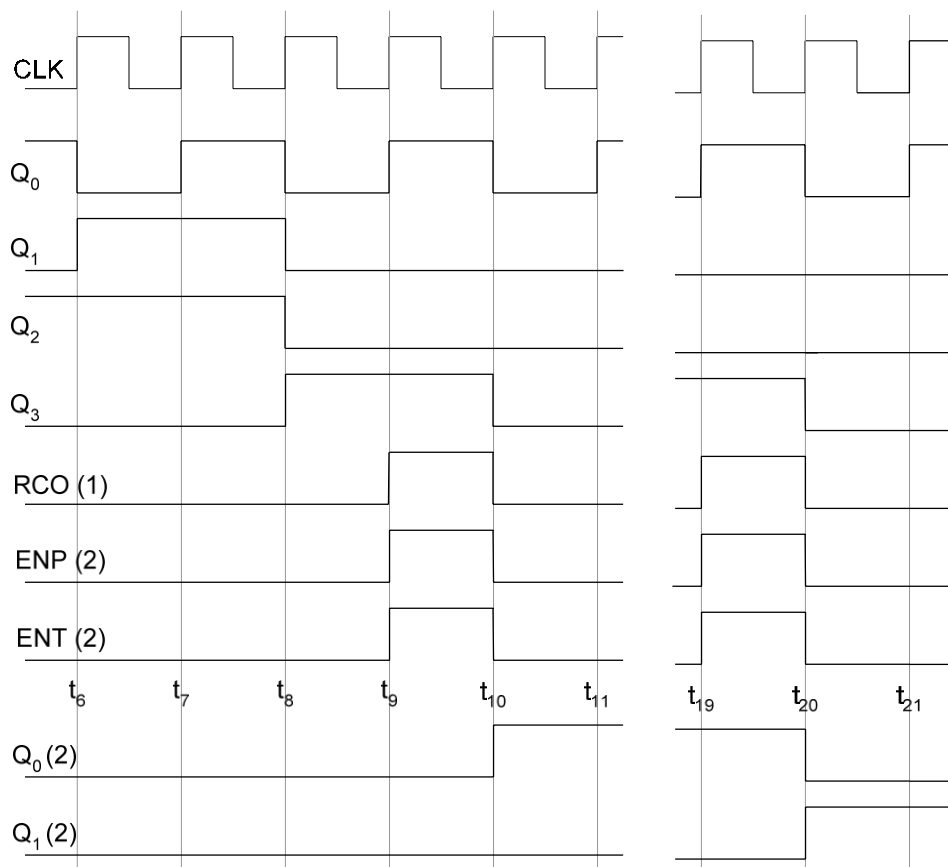 CLK
Q0
Q1
Q2
Q3
RCO (1)
ENP (2)
ENT (2)
t6 t7 t8 t9 t10 t11 t19 t20 t21
Q0 (2)
Q1 (2)